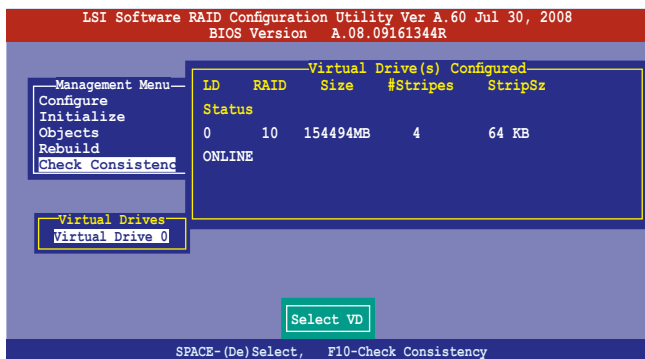 LSI Software RAID Configuration Utility Ver A.60 Jul 30, 2008
BIOS Version A.08.09161344R
Management Menu
Configure
Initialize
Objects
Rebuild
Check Consistenc
Virtual Drive(s) Configured
LD RAID Size #Stripes StripSz
Status
0 10 154494MB 4 64 KB
ONLINE
Virtual Drives
Virtual Drive 0
Select VD
SPACE-(De)Select, F10-Check Consistency